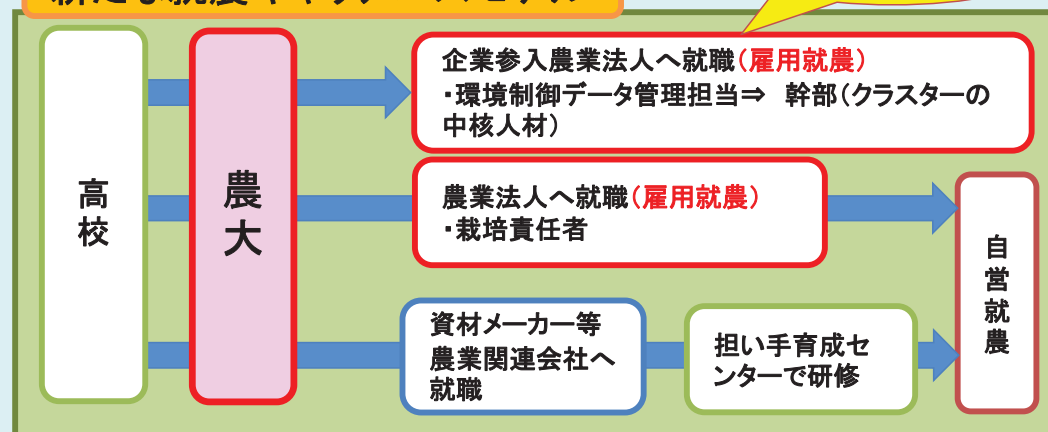 高校
農大
企業参入農業法人へ就職(雇用就農)
・環境制御データ管理担当⇒ 幹部(クラスターの
中核人材)
農業法人へ就職(雇用就農)
・栽培責任者
資材メーカー等
農業関連会社へ
就職
担い手育成セ
ンターで研修
自営就農